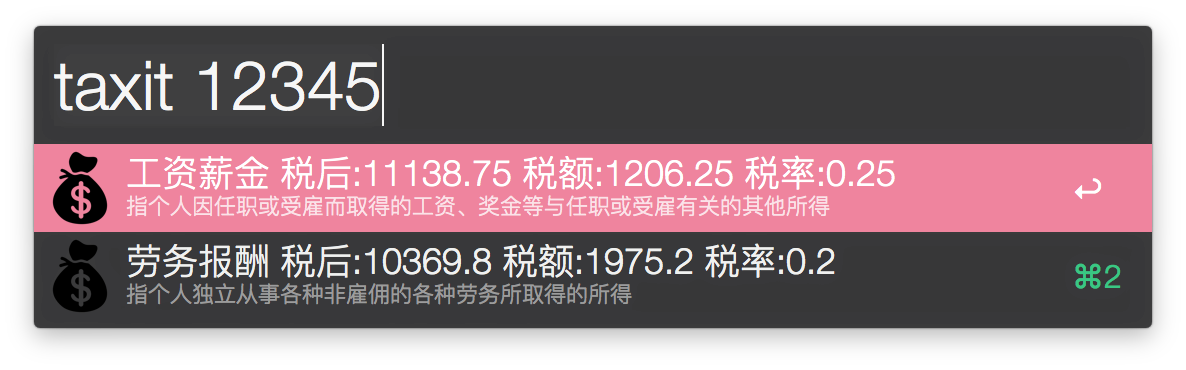 taxit 12345
工资薪金 税后:11138.75 税额:1206.25 税率:0.25
指个人因任职或受雇而取得的工资、奖金等与任职或受雇有关的其他所得
劳务报酬 税后:10369.8 税额:1975.2 税率:0.2
指个人独立从事各种非雇佣的各种劳务所取得的所得
⌘2